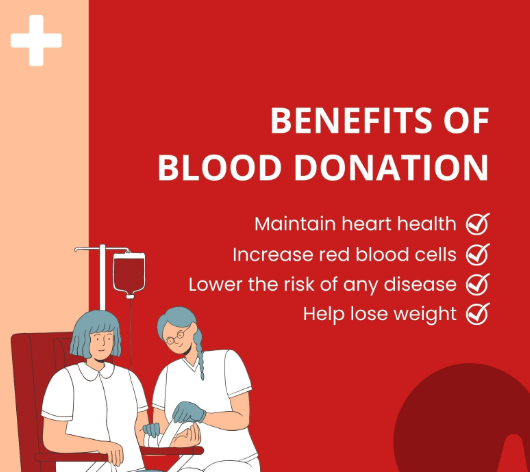 BENEFITS OF
BLOOD DONATION
Maintain heart health
Increase red blood cells
Lower the risk of any disease
Help lose weight